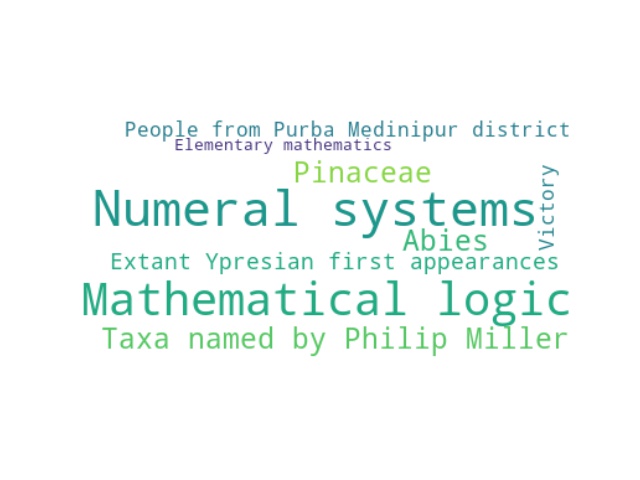 People from Purba Medinipur district
Elementary mathematics
Pinaceae
Victory
Numeral systems
Abies
Extant Ypresian first appearances
Mathematical logic
Taxa named by Philip Miller